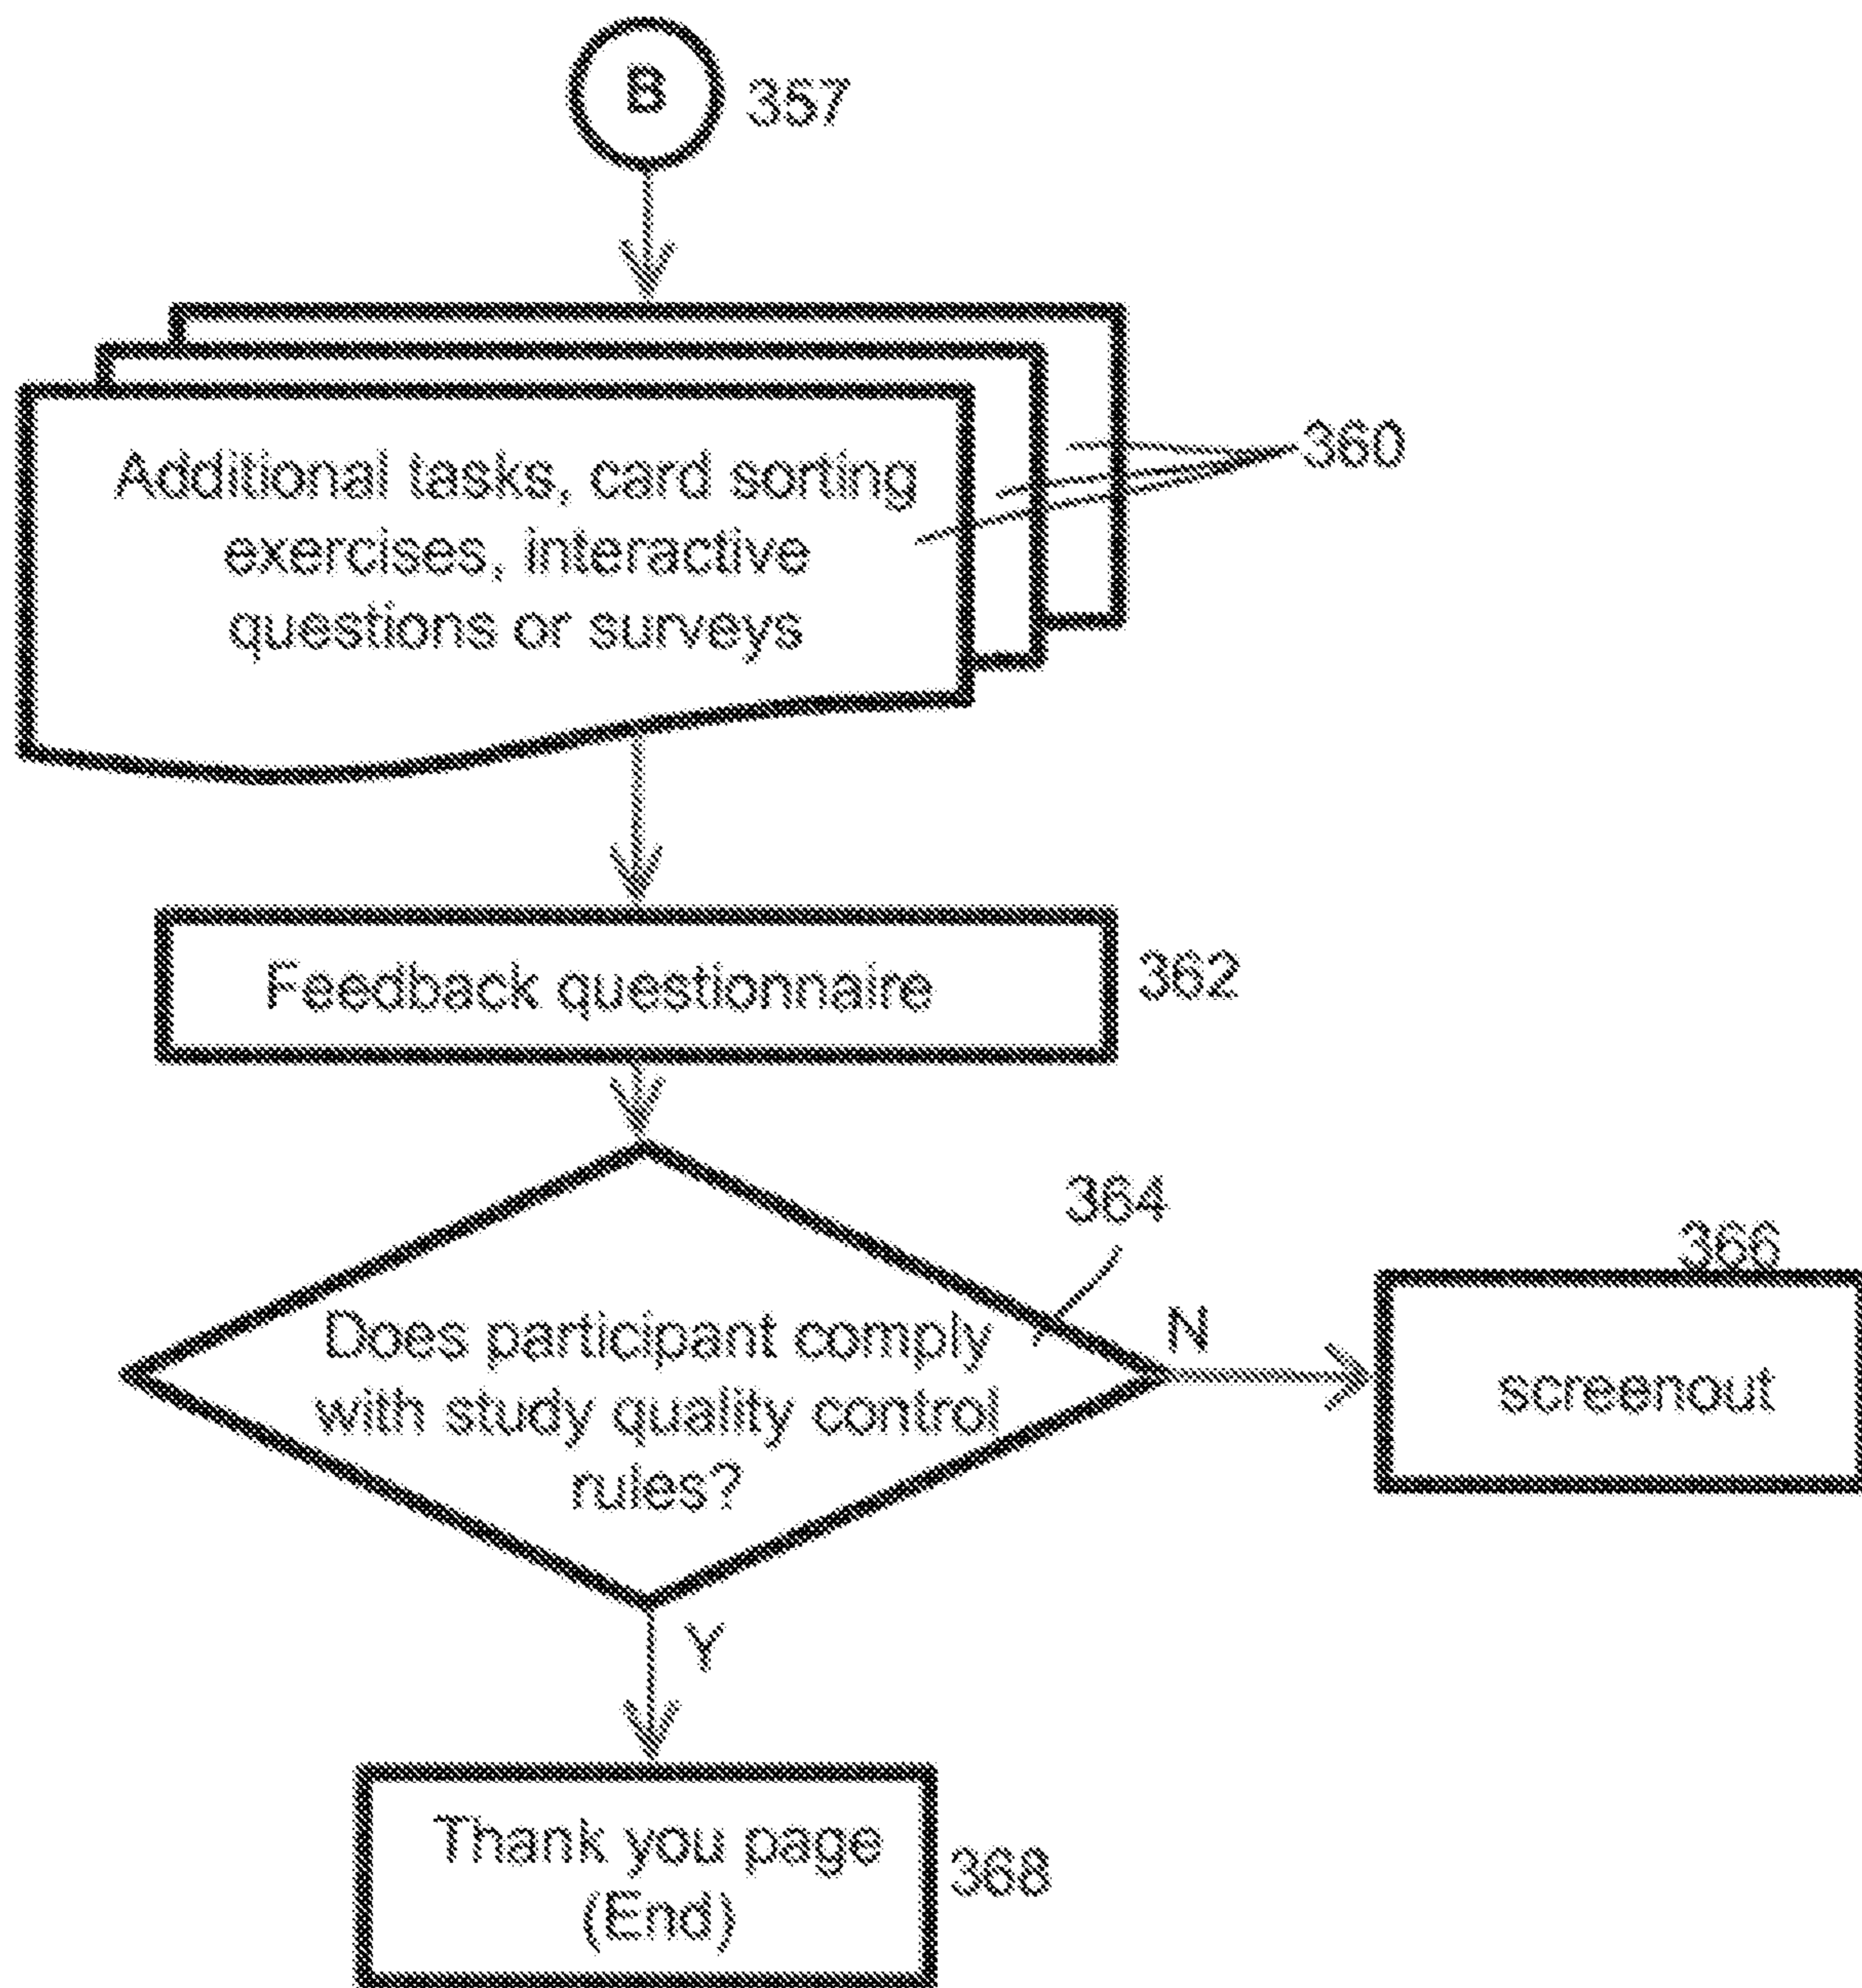 B
357
Additional tasks, card sorting
exercises, interactive
questions or surveys
360
Feedback questionnaire
362
364
Does participant comply
with study quality control
rules?
N
366
screenout
Y
Thank you page
(End)
368